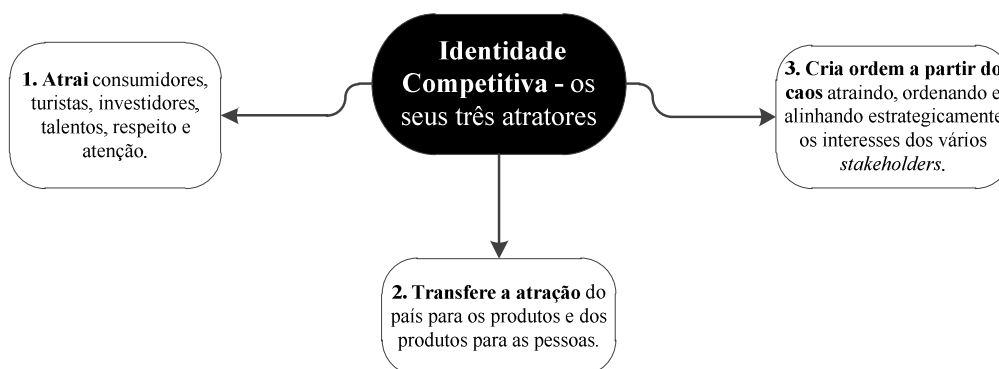 Identidade
Competitiva - os
seus três atratores
1. Atrai consumidores,
turistas, investidores,
talentos, respeito e
atenção.
2. Transfere a atração do
país para os produtos e dos
produtos para as pessoas.
3. Cria ordem a partir do
caos atraindo, ordenando e
alinhando estrategicamente
os interesses dos vários
stakeholders.